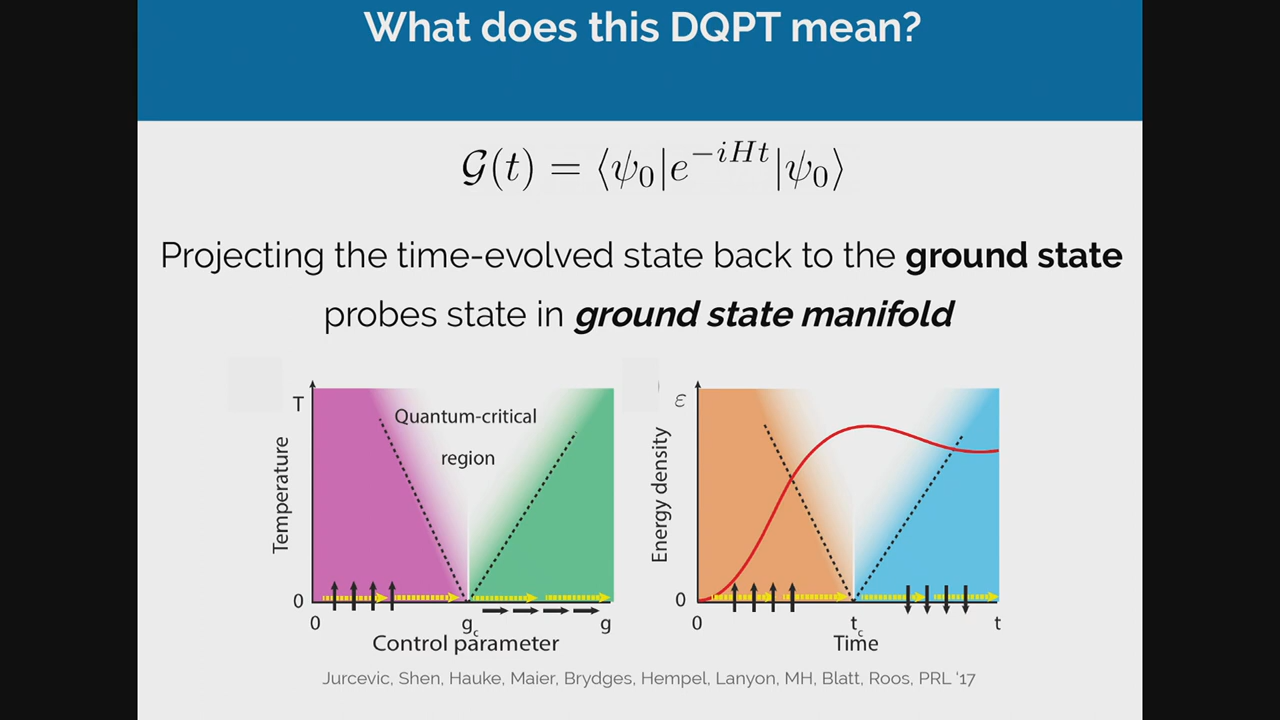 What does this DQPT mean?
𝒢(t) = ⟨ψ₀|e^{-iHt}|ψ₀⟩
Projecting the time-evolved state back to the ground state
probes state in ground state manifold
T
Temperature
0
Quantum-critical
region
0
g_c
g
Control parameter
ε
Energy density
0
0
t_c
t
Time
Jurcevic, Shen, Hauke, Maier, Brydges, Hempel, Lanyon, MH, Blatt, Roos, PRL '17